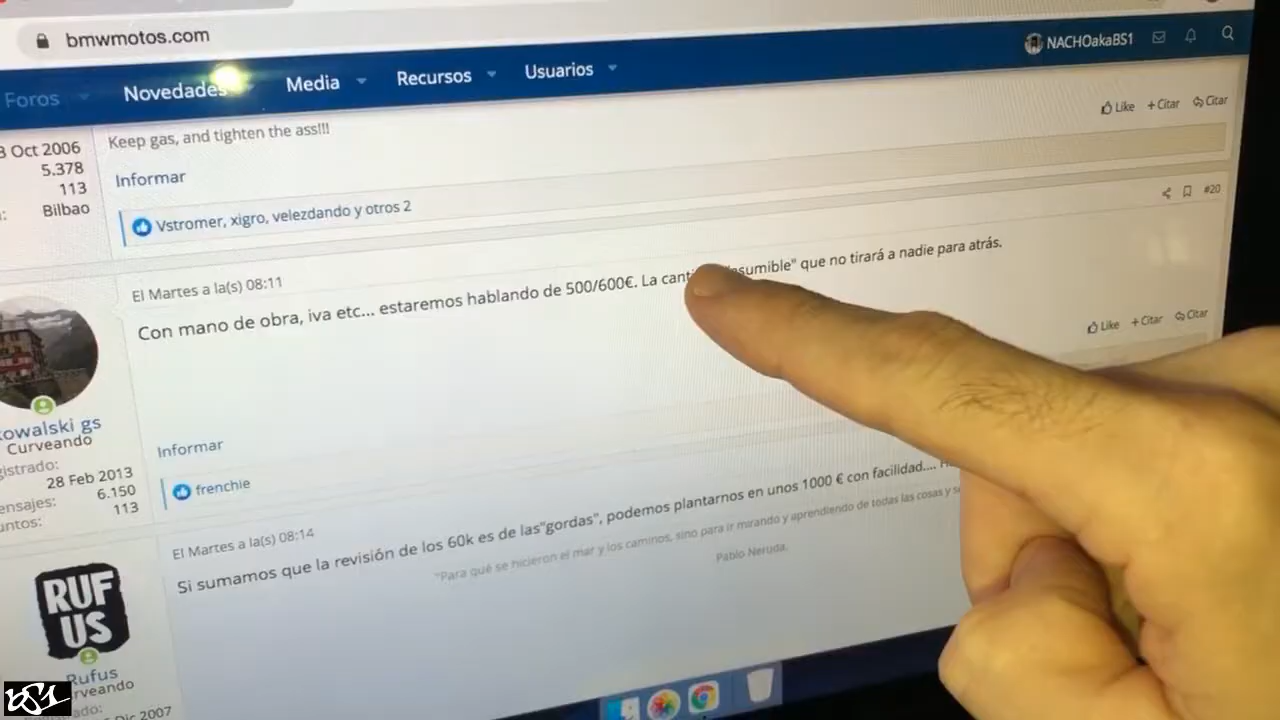 bmwmotos.com
Foros Novedades Media Recursos Usuarios NACHOakaBS1
Keep gas, and tighten the ass!!!
Like + Citar Citar
Oct 2006
5.378
113
Bilbao
Informar
Vstromer, xigro, velezdando y otros 2
#20
El Martes a la(s) 08:11
Con mano de obra, iva etc... estaremos hablando de 500/600€. La que no tirará a nadie para atrás.
Like + Citar Citar
owalski gs
Curveando
gistrado:
28 Feb 2013
ensajes: 6.150
untos: 113
Informar
frenchie
El Martes a la(s) 08:14
Si sumamos que la revisión de los 60k es de las"gordas", podemos plantarnos en unos 1000 € con facilidad....
"Para qué se hicieron el mar y los caminos, sino para ir mirando y aprendiendo de todas las cosas y
Pablo Neruda.
RUF
US
Rufus
rveando
ado:
Dic 2007
BS1